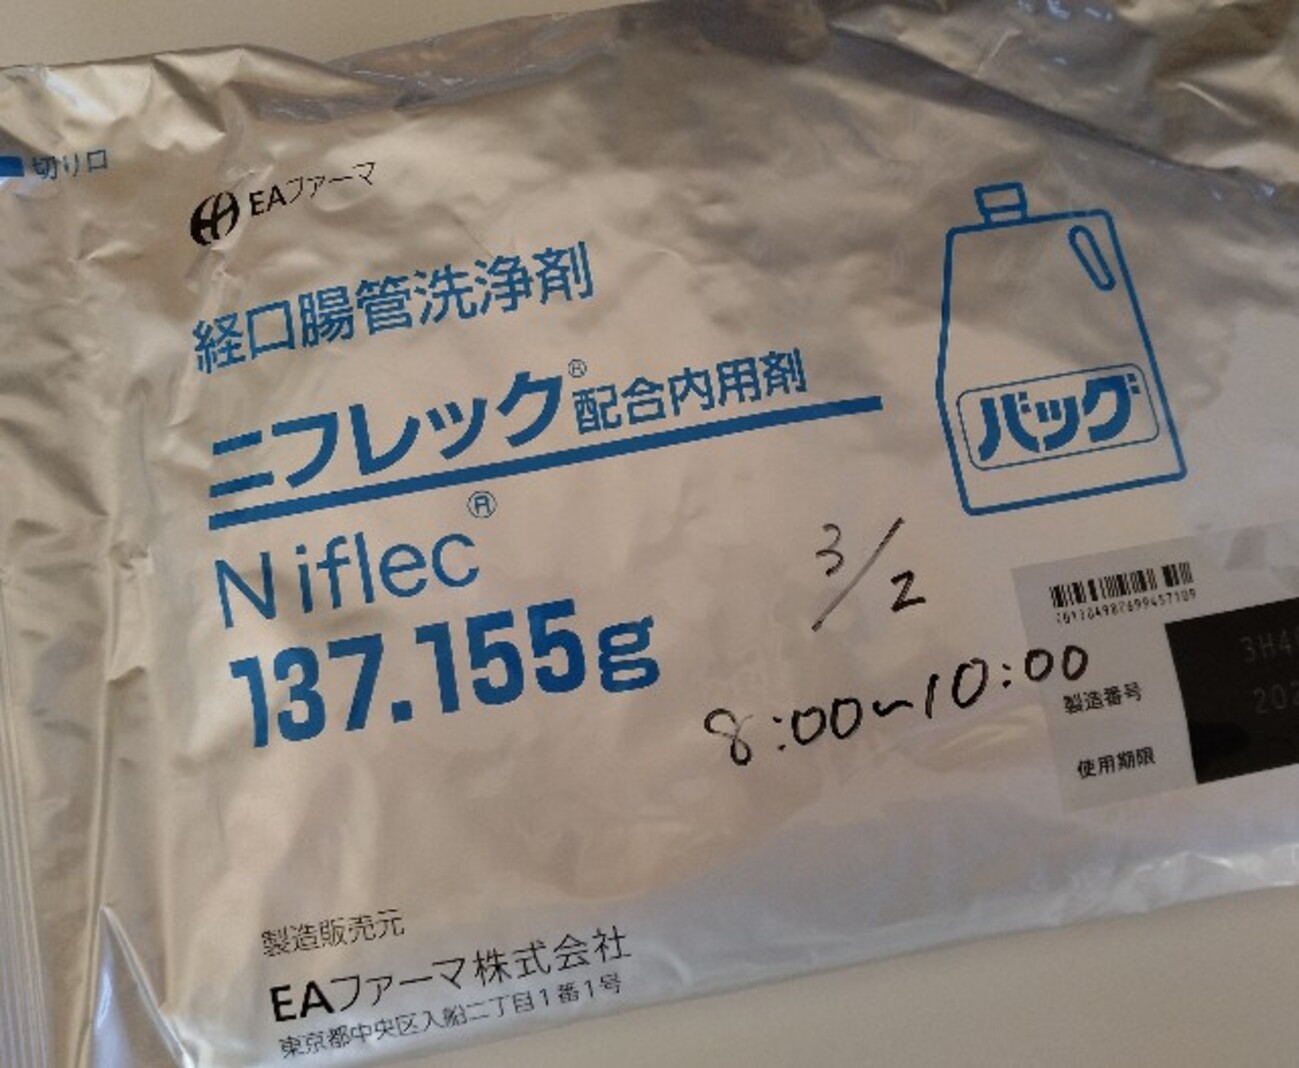 切り口
EAファーマ
経口腸管洗浄剤
ニフレック®配合内用剤
Niflec®
137.155g
バッグ
3/2
8:00~10:00
製造番号
使用期限
製造販売元
EAファーマ株式会社
東京都中央区入船二丁目1番1号